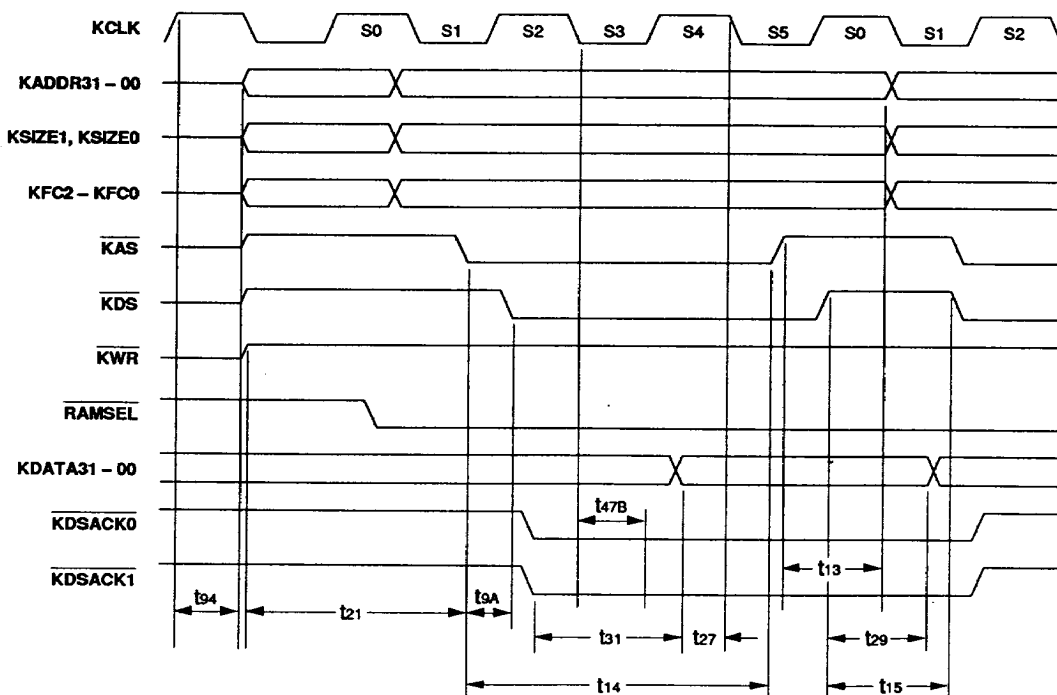 KCLK S0 S1 S2 S3 S4 S5 S0 S1 S2
KADDR31 – 00
KSIZE1, KSIZE0
KFC2 – KFC0
KAS
KDS
KWR
RAMSEL
KDATA31 – 00
KDSACK0 t47B
KDSACK1 t13
t94 t21 t9A
t31 t27 t29
t14 t15